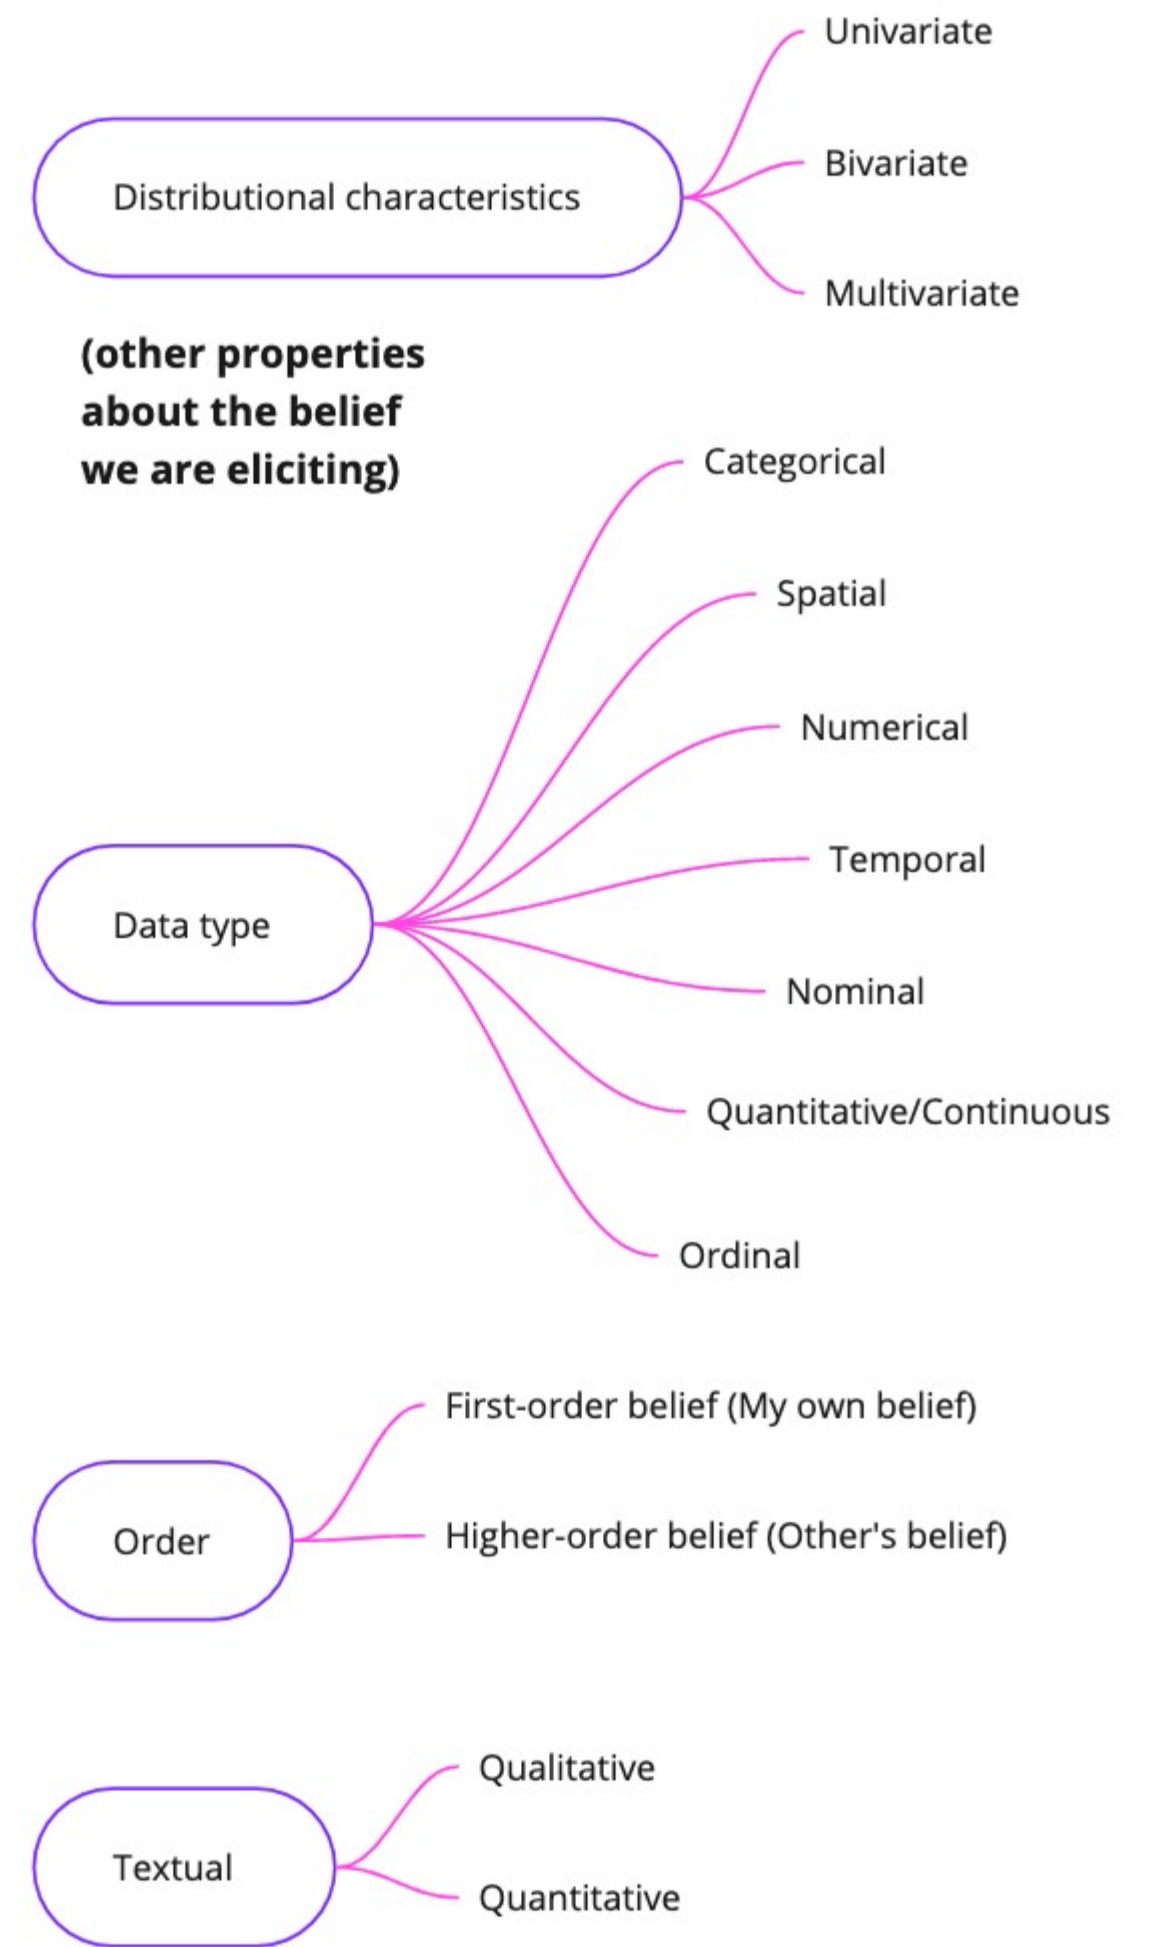 Univariate
Distributional characteristics
Bivariate
Multivariate
(other properties
about the belief
we are eliciting)
Categorical
Spatial
Numerical
Temporal
Data type
Nominal
Quantitative/Continuous
Ordinal
First-order belief (My own belief)
Order
Higher-order belief (Other's belief)
Qualitative
Textual
Quantitative